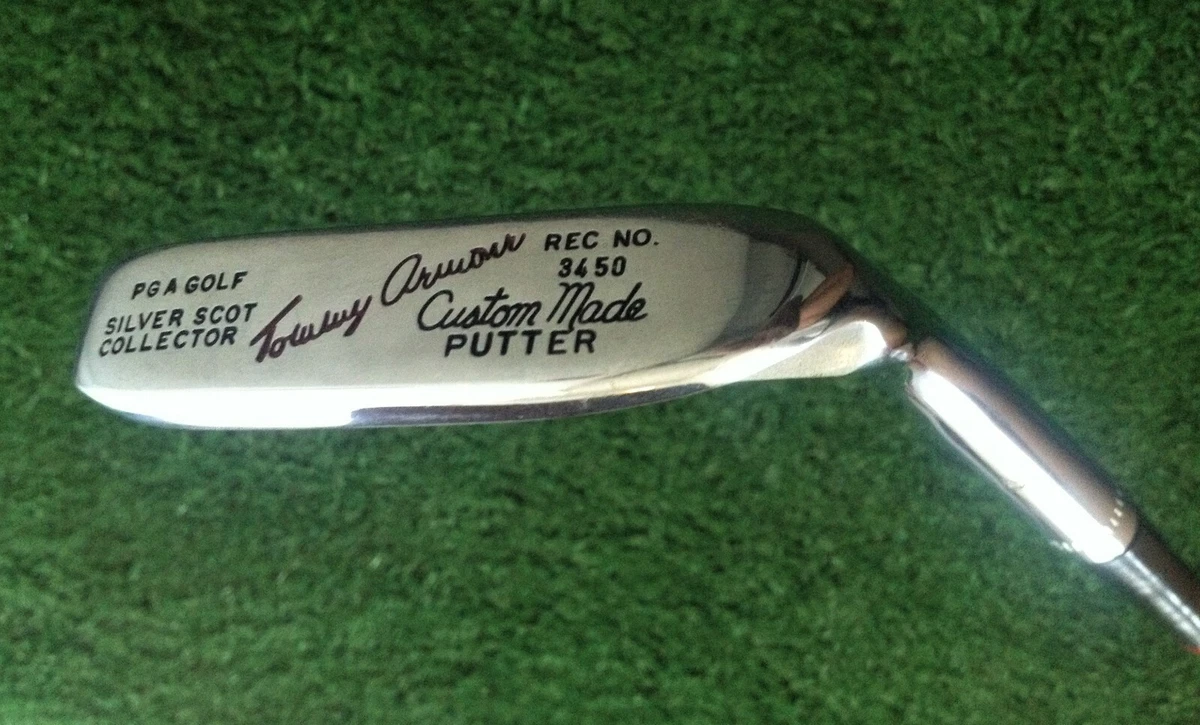 PGA GOLF
SILVER SCOT
COLLECTOR
Tommy Armour
REC NO.
3450
Custom Made
PUTTER